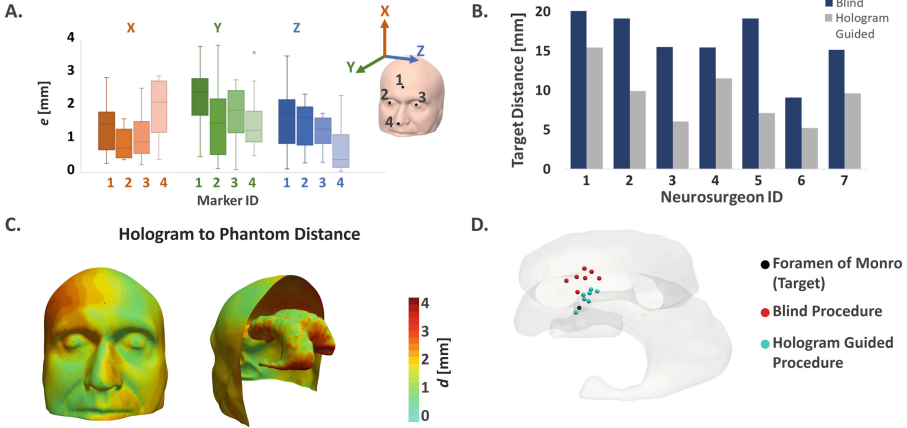 A.
X
Y
Z
4
3
2
1
0
e [mm]
1 2 3 4
1 2 3 4
1 2 3 4
Marker ID
X
Y
Z
1
2
3
4
B.
Blind
Hologram
Guided
20
15
10
5
0
Target Distance [mm]
1 2 3 4 5 6 7
Neurosurgeon ID
C.
Hologram to Phantom Distance
4
3
2
1
0
d [mm]
D.
Foramen of Monro
(Target)
Blind Procedure
Hologram Guided
Procedure